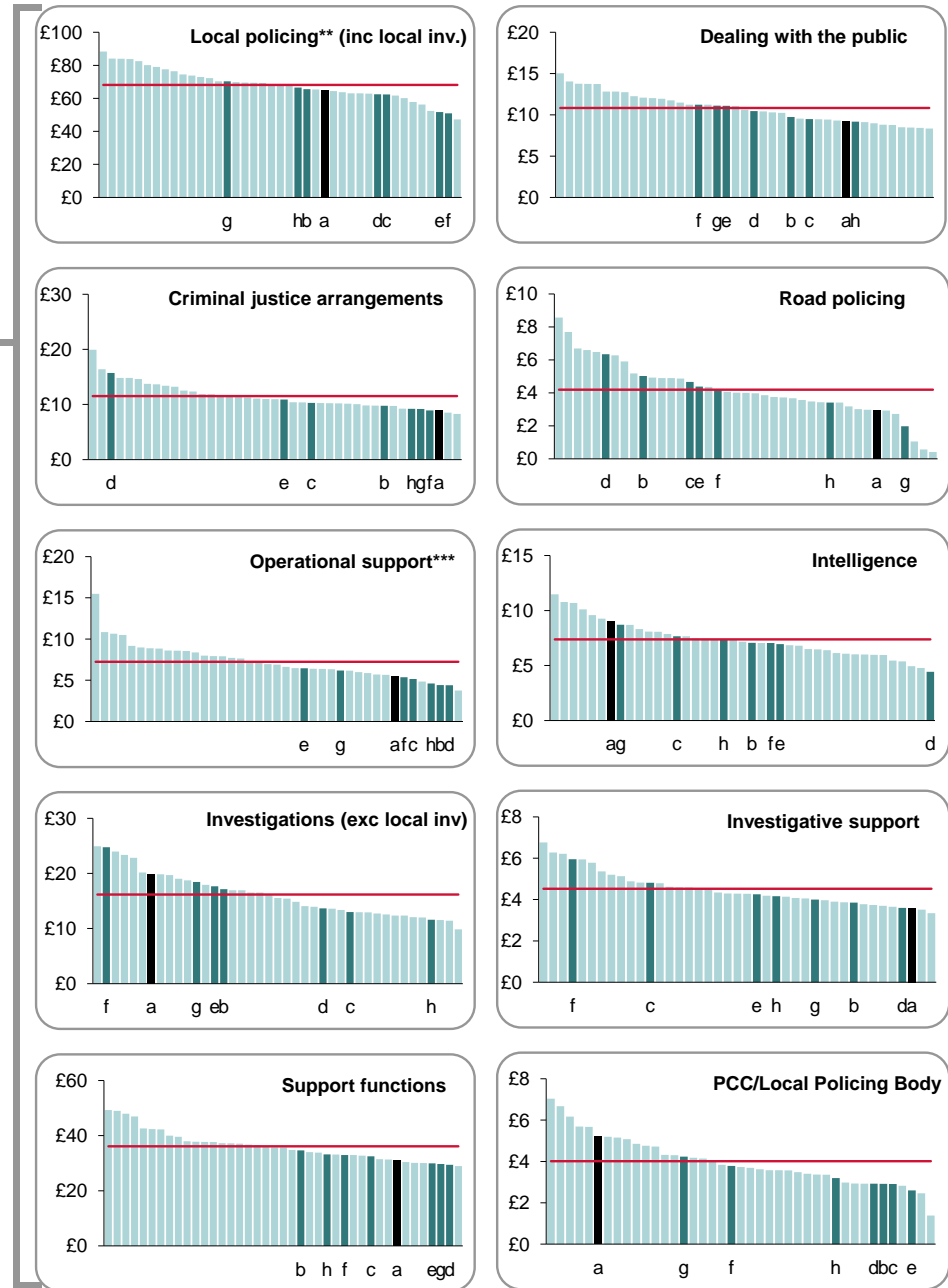 Local policing** (inc local inv.)
£100
£80
£60
£40
£20
£0
g hb a dc ef
Dealing with the public
£20
£15
£10
£5
£0
f ge d b c ah
Criminal justice arrangements
£30
£20
£10
£0
d e c b hgfa
Road policing
£10
£8
£6
£4
£2
£0
d b ce f h a g
Operational support***
£20
£15
£10
£5
£0
e g afc hbd
Intelligence
£15
£10
£5
£0
ag c h b fe d
Investigations (exc local inv)
£30
£20
£10
£0
f a g eb d c h
Investigative support
£8
£6
£4
£2
£0
f c e h g b da
Support functions
£60
£40
£20
£0
b h f c a egd
PCC/Local Policing Body
£8
£6
£4
£2
£0
a g f h dbc e